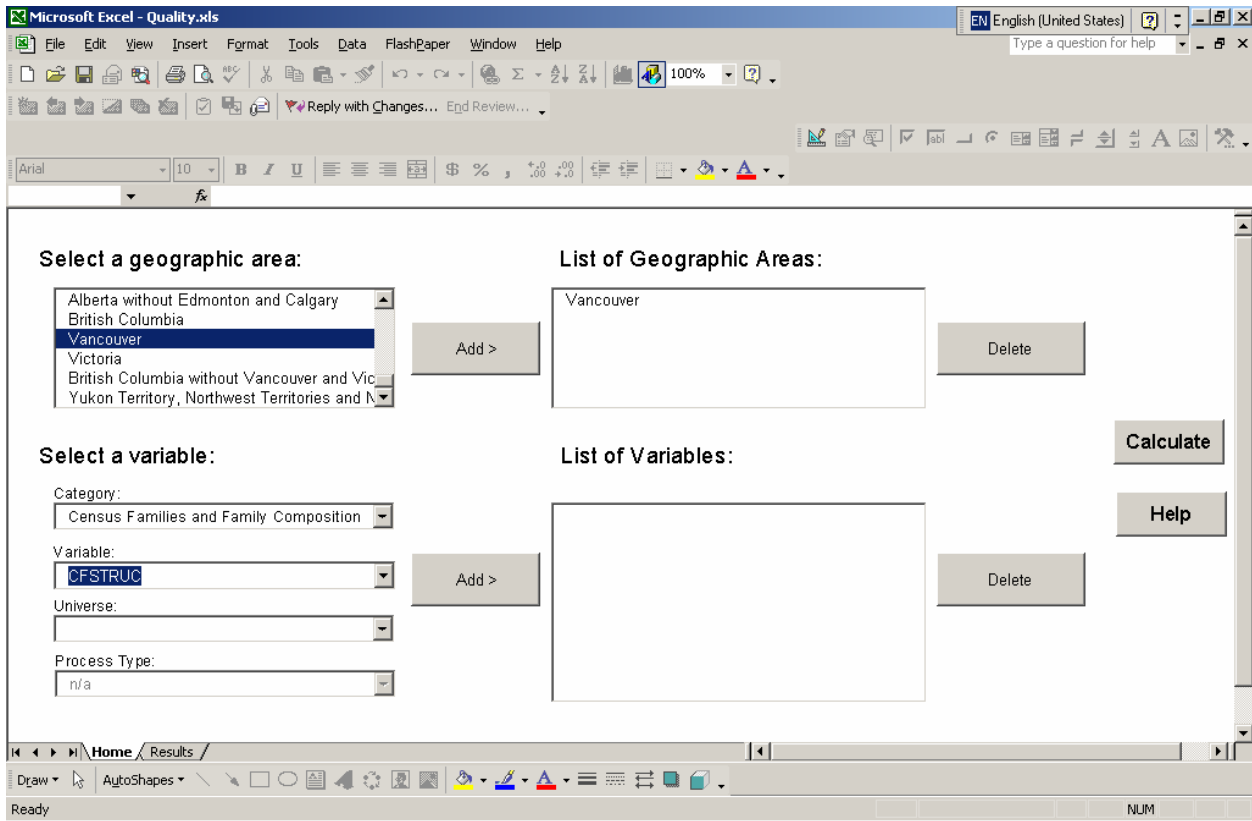 Microsoft Excel - Quality.xls
EN English (United States)
File Edit View Insert Format Tools Data FlashPaper Window Help
Type a question for help
100%
Reply with Changes... End Review...
Arial 10 B I U $ % ,
fx
Select a geographic area:
List of Geographic Areas:
Alberta without Edmonton and Calgary
British Columbia
Vancouver
Victoria
British Columbia without Vancouver and Vic
Yukon Territory, Northwest Territories and N
Add >
Vancouver
Delete
Calculate
Help
Select a variable:
List of Variables:
Category:
Census Families and Family Composition
Variable:
CFSTRUC
Universe:
Process Type:
n/a
Add >
Delete
Home Results
Draw AutoShapes
Ready
NUM